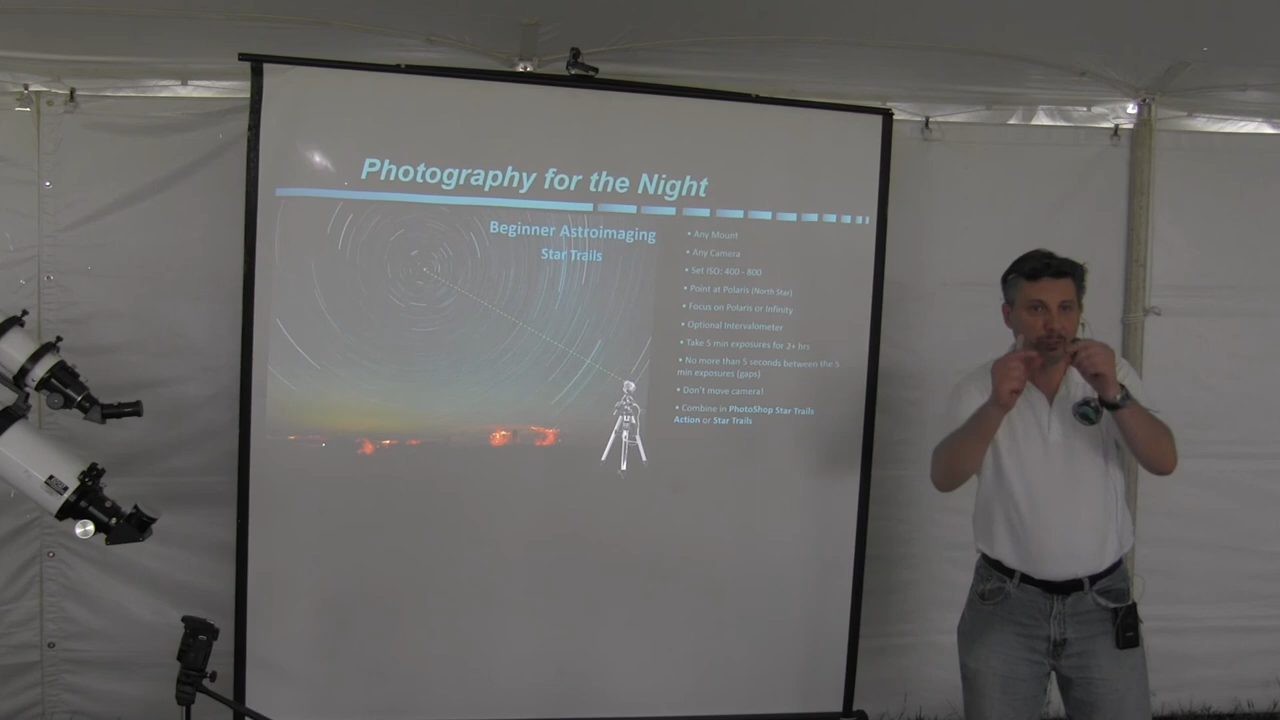 Photography for the Night
Beginner Astroimaging
Star Trails
• Any Mount
• Any Camera
• Set ISO: 400 - 800
• Point at Polaris (North Star)
• Focus on Polaris or Infinity
• Optional Intervalometer
• Take 5 min exposures for 2+ hrs
• No more than 5 seconds between the 5
min exposures (gaps)
• Don't move camera!
• Combine in PhotoShop Star Trails
Action or Star Trails